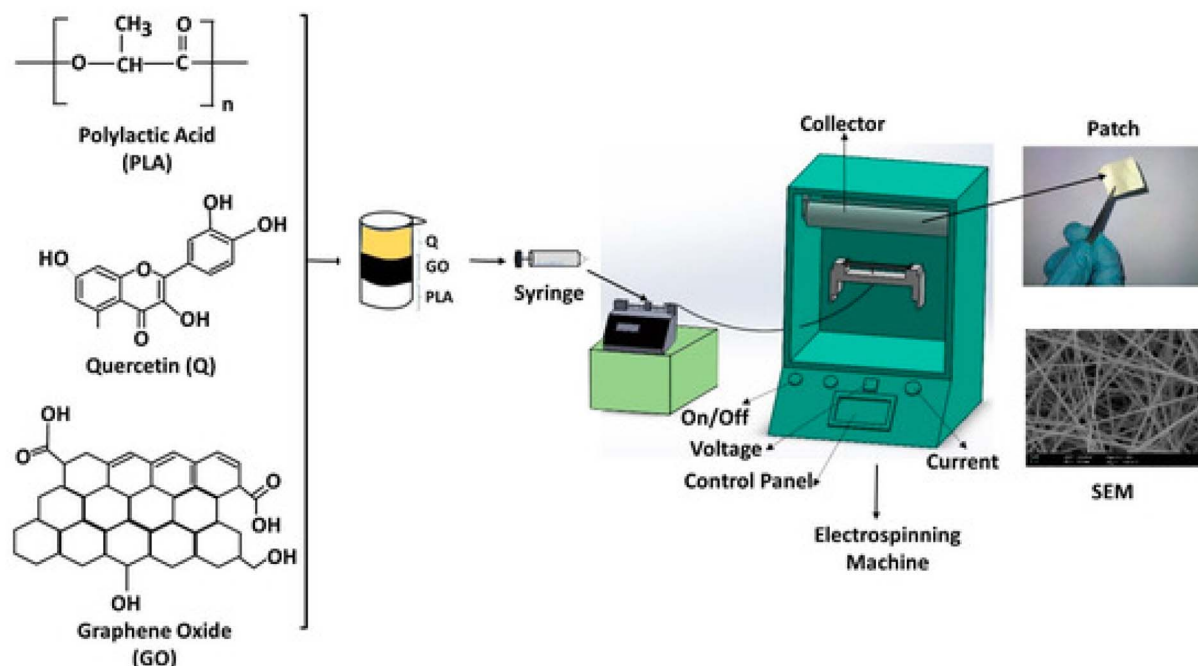 CH3
O
O
CH
C
n
Polylactic Acid
(PLA)
OH
OH
HO
O
OH
O
Quercetin (Q)
OH
O
O
OH
OH
OH
Graphene Oxide
(GO)
Q
GO
PLA
Syringe
Collector
On/Off
Voltage
Control Panel
Current
Electrospinning
Machine
Patch
SEM